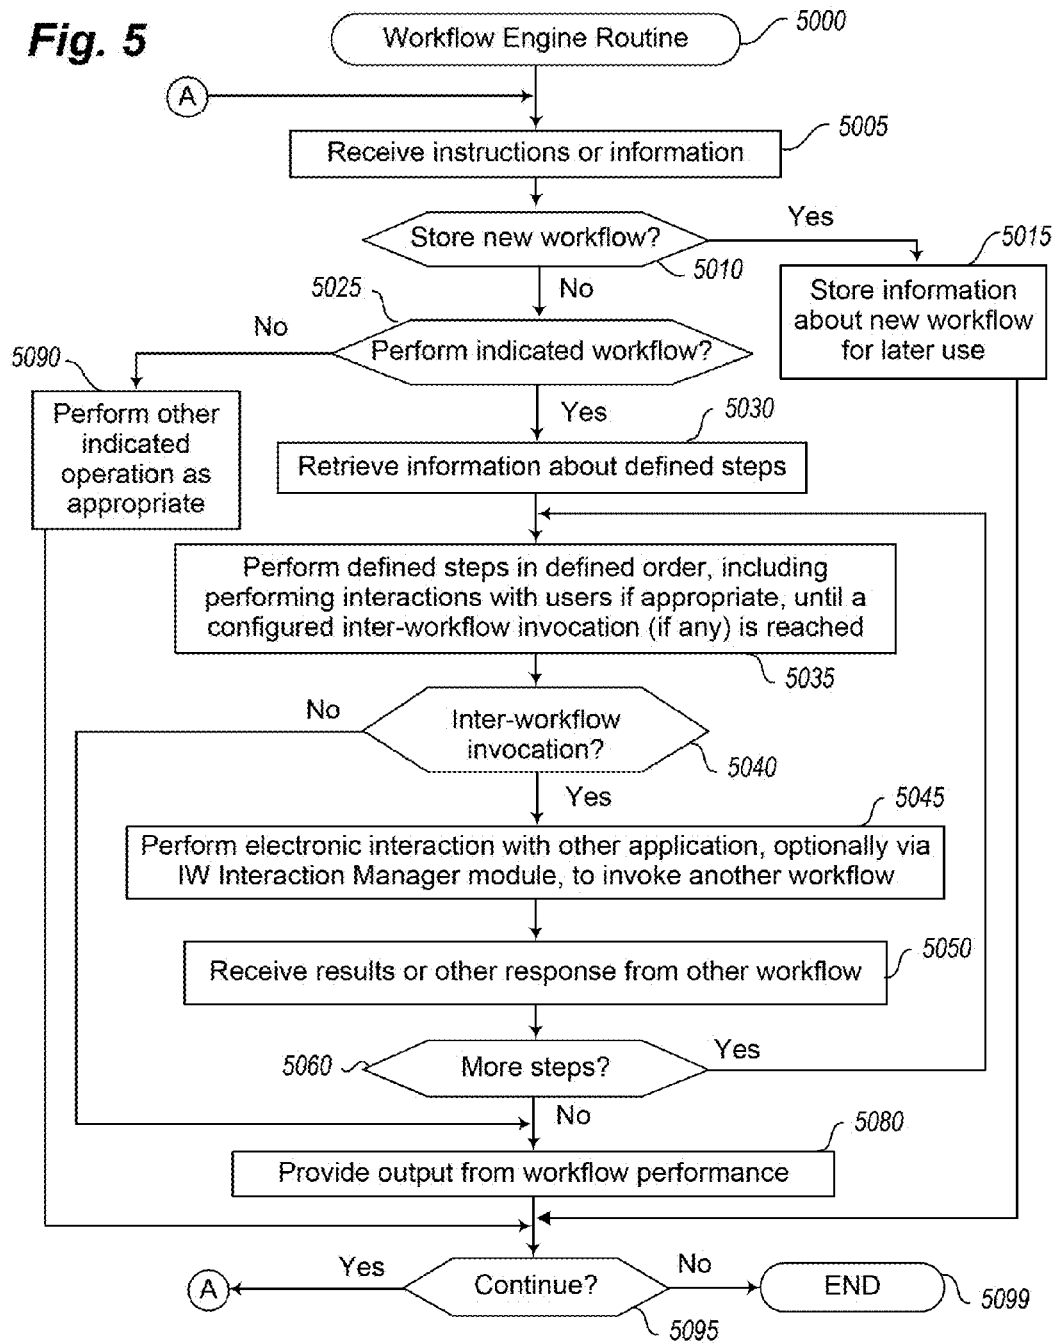 Fig. 5
Workflow Engine Routine
5000
A
5005
Receive instructions or information
Yes
Store new workflow?
5010
5015
No
Store information
about new workflow
for later use
5025
No
Perform indicated workflow?
5090
Perform other
indicated
operation as
appropriate
Yes
5030
Retrieve information about defined steps
Perform defined steps in defined order, including
performing interactions with users if appropriate, until a
configured inter-workflow invocation (if any) is reached
5035
No
Inter-workflow
invocation?
5040
Yes
5045
Perform electronic interaction with other application, optionally via
IW Interaction Manager module, to invoke another workflow
5050
Receive results or other response from other workflow
5060
More steps?
Yes
No
5080
Provide output from workflow performance
A
Yes
Continue?
5095
No
END
5099